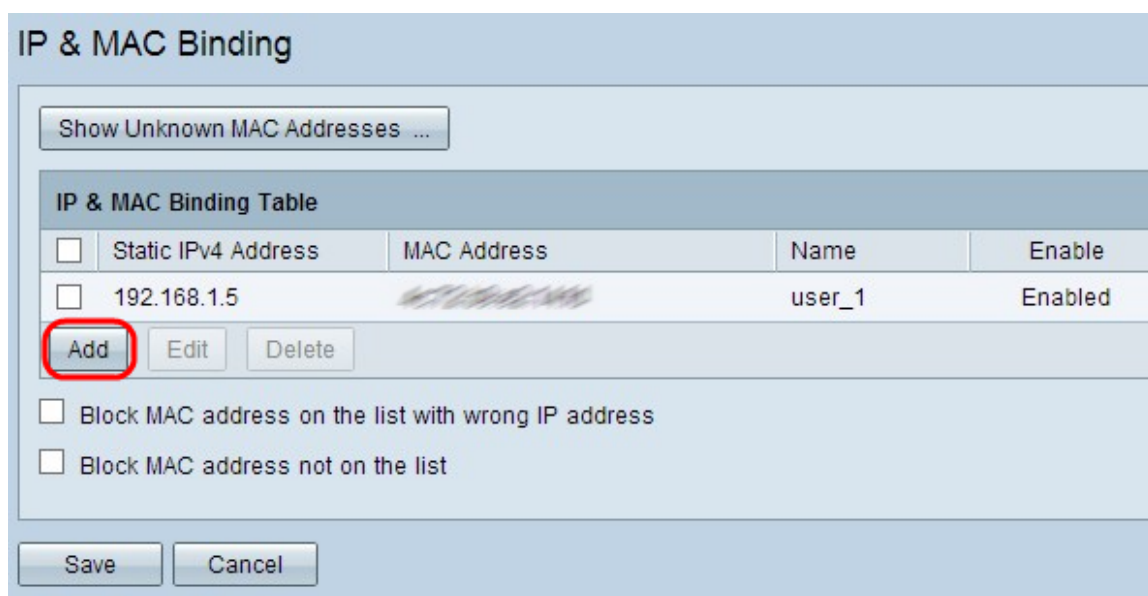 IP & MAC Binding
Show Unknown MAC Addresses ...
IP & MAC Binding Table
Static IPv4 Address MAC Address Name Enable
192.168.1.5 user_1 Enabled
Add Edit Delete
Block MAC address on the list with wrong IP address
Block MAC address not on the list
Save Cancel